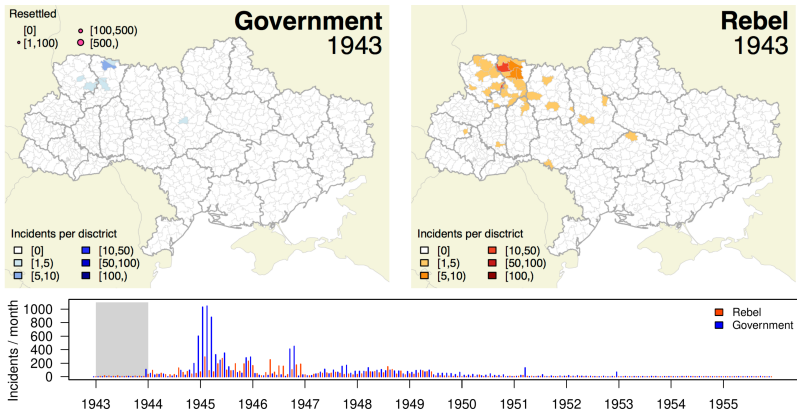 Government
1943
Resettled
[0]
[1,100)
[100,500)
[500,)
Incidents per disctrict
[0]
[1,5)
[5,10)
[10,50)
[50,100)
[100,)
Rebel
1943
Incidents per disctrict
[0]
[1,5)
[5,10)
[10,50)
[50,100)
[100,)
Incidents / month
1000
800
600
400
200
0
Rebel
Government
1943 1944 1945 1946 1947 1948 1949 1950 1951 1952 1953 1954 1955